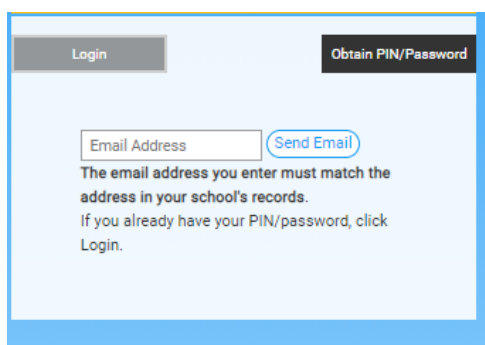 Login
Obtain PIN/Password
Email Address
Send Email
The email address you enter must match the
address in your school's records.
If you already have your PIN/password, click
Login.